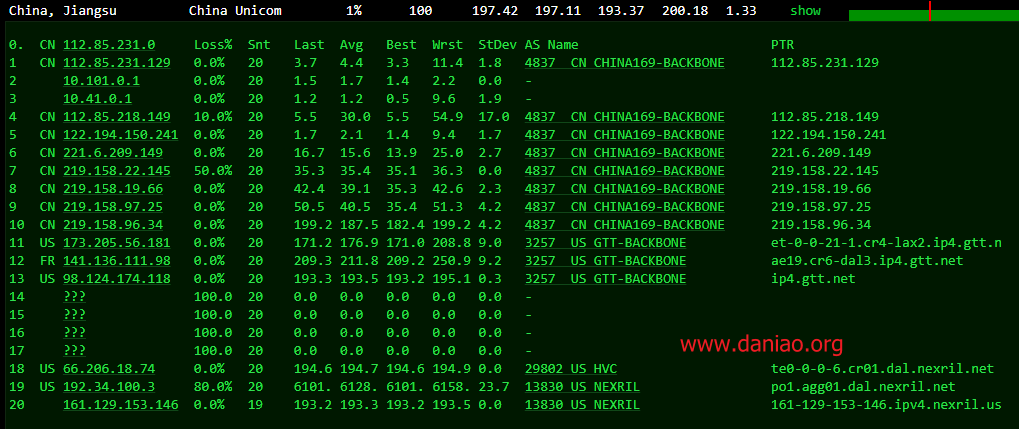 China, Jiangsu China Unicom 1% 100 197.42 197.11 193.37 200.18 1.33 show
0. CN 112.85.231.0 Loss% Snt Last Avg Best Wrst StDev AS Name PTR
1 CN 112.85.231.129 0.0% 20 3.7 4.4 3.3 11.4 1.8 4837 CN CHINA169-BACKBONE 112.85.231.129
2 10.101.0.1 0.0% 20 1.5 1.7 1.4 2.2 0.0 -
3 10.41.0.1 0.0% 20 1.2 1.2 0.5 9.6 1.9 -
4 CN 112.85.218.149 10.0% 20 5.5 30.0 5.5 54.9 17.0 4837 CN CHINA169-BACKBONE 112.85.218.149
5 CN 122.194.150.241 0.0% 20 1.7 2.1 1.4 9.4 1.7 4837 CN CHINA169-BACKBONE 122.194.150.241
6 CN 221.6.209.149 0.0% 20 16.7 15.6 13.9 25.0 2.7 4837 CN CHINA169-BACKBONE 221.6.209.149
7 CN 219.158.22.145 50.0% 20 35.3 35.4 35.1 36.3 0.0 4837 CN CHINA169-BACKBONE 219.158.22.145
8 CN 219.158.19.66 0.0% 20 42.4 39.1 35.3 42.6 2.3 4837 CN CHINA169-BACKBONE 219.158.19.66
9 CN 219.158.97.25 0.0% 20 50.5 40.5 35.4 51.3 4.2 4837 CN CHINA169-BACKBONE 219.158.97.25
10 CN 219.158.96.34 0.0% 20 199.2 187.5 182.4 199.2 4.2 4837 CN CHINA169-BACKBONE 219.158.96.34
11 US 173.205.56.181 0.0% 20 171.2 176.9 171.0 208.8 9.0 3257 US GTT-BACKBONE et-0-0-21-1.cr4-lax2.ip4.gtt.n
12 FR 141.136.111.98 0.0% 20 209.3 211.8 209.2 250.9 9.2 3257 US GTT-BACKBONE ae19.cr6-dal3.ip4.gtt.net
13 US 98.124.174.118 0.0% 20 193.3 193.5 193.2 195.1 0.3 3257 US GTT-BACKBONE ip4.gtt.net
14 ??? 100.0 20 0.0 0.0 0.0 0.0 0.0 -
15 ??? 100.0 20 0.0 0.0 0.0 0.0 0.0 -
16 ??? 100.0 20 0.0 0.0 0.0 0.0 0.0 -
17 ??? 100.0 20 0.0 0.0 0.0 0.0 0.0 -
www.daniao.org
18 US 66.206.18.74 0.0% 20 194.6 194.7 194.6 194.9 0.0 29802 US HVC te0-0-0-6.cr01.dal.nexril.net
19 US 192.34.100.3 80.0% 20 6101. 6128. 6101. 6158. 23.7 13830 US NEXRIL po1.agg01.dal.nexril.net
20 161.129.153.146 0.0% 19 193.2 193.3 193.2 193.5 0.0 13830 US NEXRIL 161-129-153-146.ipv4.nexril.us